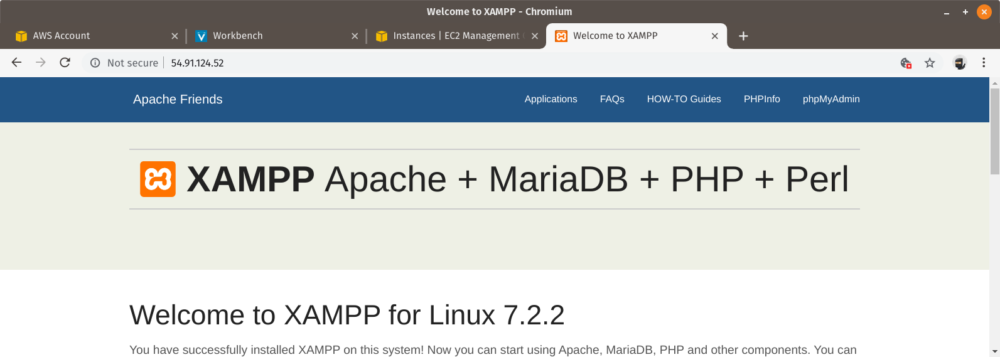 Welcome to XAMPP - Chromium
AWS Account
Workbench
Instances | EC2 Management
Welcome to XAMPP
Not secure
54.91.124.52
Apache Friends
Applications
FAQs
HOW-TO Guides
PHPInfo
phpMyAdmin
XAMPP Apache + MariaDB + PHP + Perl
Welcome to XAMPP for Linux 7.2.2
You have successfully installed XAMPP on this system! Now you can start using Apache, MariaDB, PHP and other components. You can